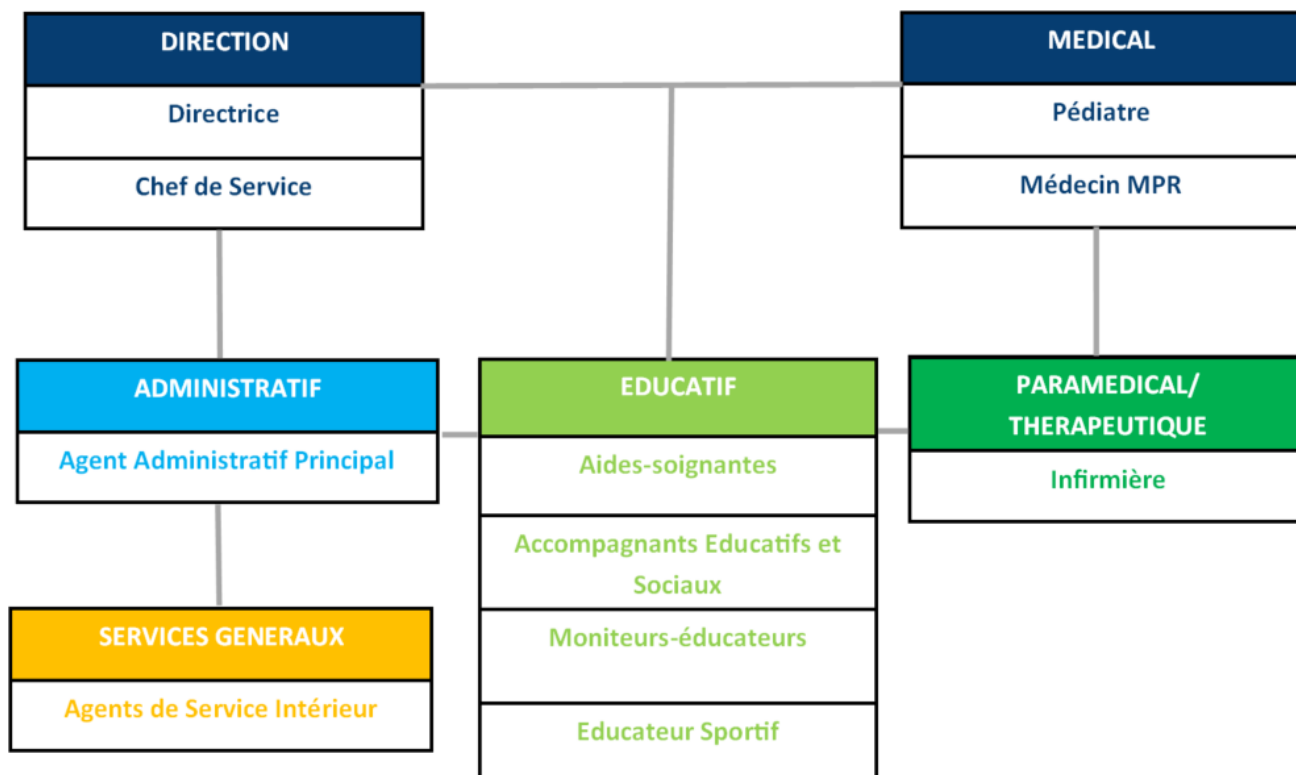 DIRECTION
Directrice
Chef de Service
MEDICAL
Pédiatre
Médecin MPR
ADMINISTRATIF
Agent Administratif Principal
EDUCATIF
Aides-soignantes
Accompagnants Educatifs et
Sociaux
Moniteurs-éducateurs
Educateur Sportif
PARAMEDICAL/
THERAPEUTIQUE
Infirmière
SERVICES GENERAUX
Agents de Service Intérieur